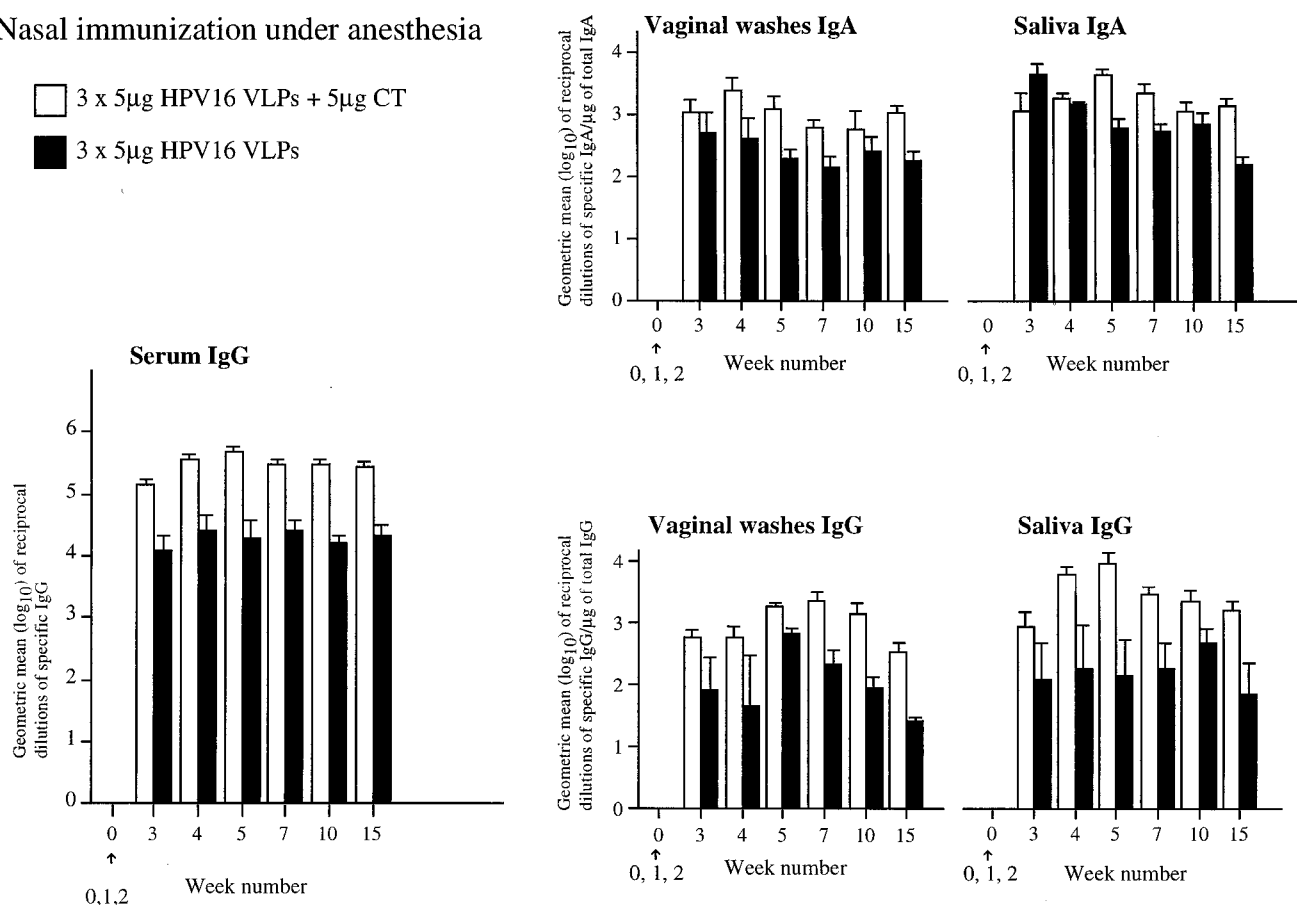 Nasal immunization under anesthesia
3 x 5µg HPV16 VLPs + 5µg CT
3 x 5µg HPV16 VLPs
Vaginal washes IgA
Geometric mean (log10) of reciprocal
dilutions of specific IgA/µg of total IgA
4
3
2
1
0
0 3 4 5 7 10 15
0, 1, 2
Week number
Saliva IgA
0 3 4 5 7 10 15
0, 1, 2
Week number
Serum IgG
Geometric mean (log10) of reciprocal
dilutions of specific IgG
6
5
4
3
2
1
0
0 3 4 5 7 10 15
0,1,2
Week number
Vaginal washes IgG
Geometric mean (log10) of reciprocal
dilutions of specific IgG/µg of total IgG
4
3
2
1
0
0 3 4 5 7 10 15
0, 1, 2
Week number
Saliva IgG
0 3 4 5 7 10 15
0, 1, 2
Week number